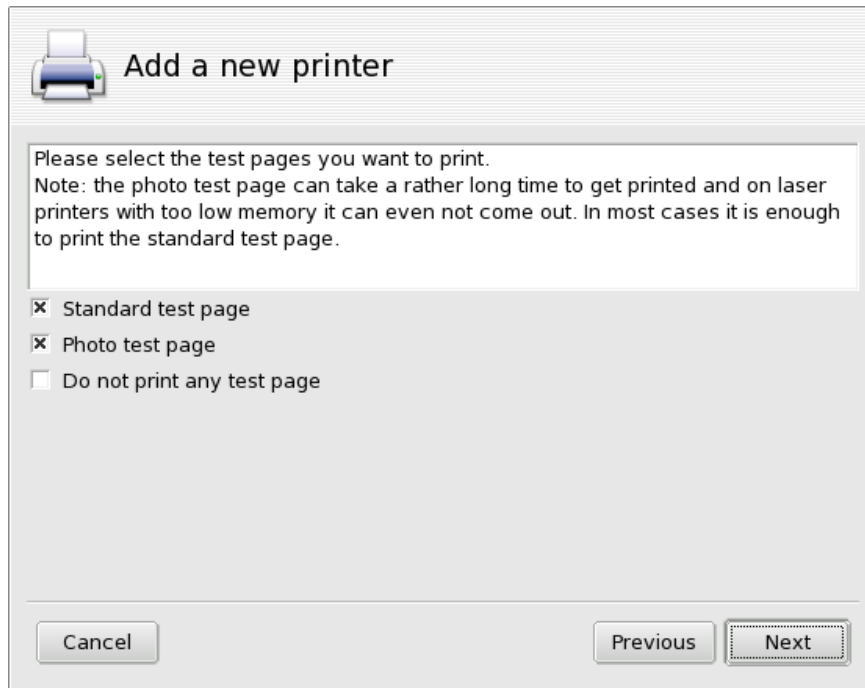 Add a new printer
Please select the test pages you want to print.
Note: the photo test page can take a rather long time to get printed and on laser
printers with too low memory it can even not come out. In most cases it is enough
to print the standard test page.
Standard test page
Photo test page
Do not print any test page
Cancel
Previous
Next